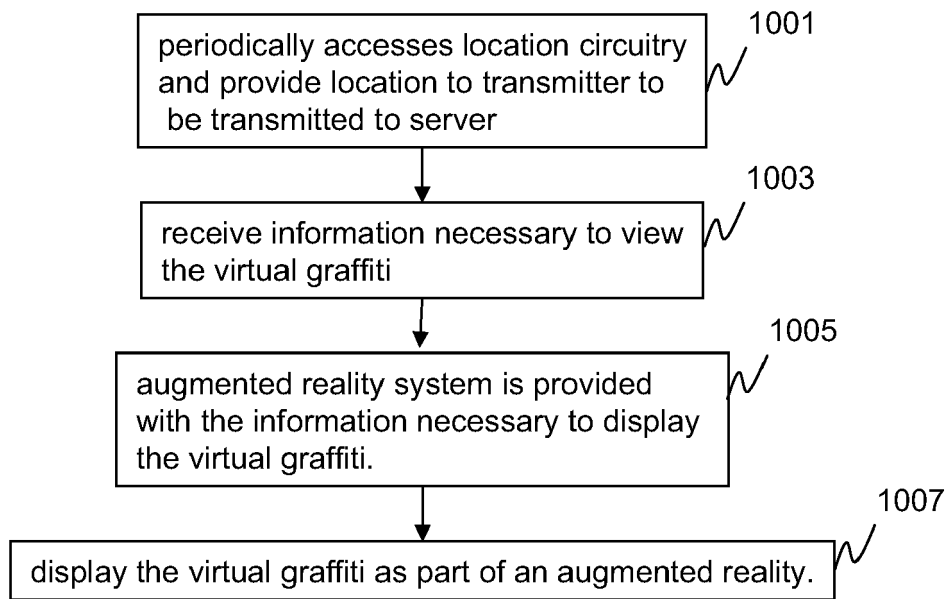 1001
periodically accesses location circuitry
and provide location to transmitter to
be transmitted to server
1003
receive information necessary to view
the virtual graffiti
1005
augmented reality system is provided
with the information necessary to display
the virtual graffiti.
1007
display the virtual graffiti as part of an augmented reality.